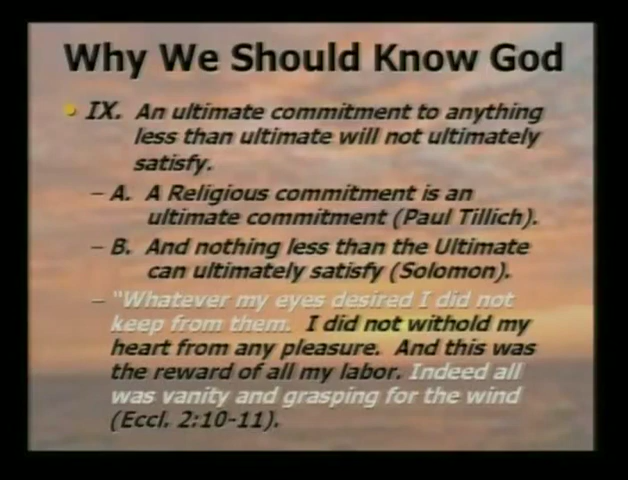 Why We Should Know God
• IX. An ultimate commitment to anything
less than ultimate will not ultimately
satisfy.
– A. A Religious commitment is an
ultimate commitment (Paul Tillich).
– B. And nothing less than the Ultimate
can ultimately satisfy (Solomon).
– "Whatever my eyes desired I did not
keep from them. I did not withold my
heart from any pleasure. And this was
the reward of all my labor. Indeed all
was vanity and grasping for the wind
(Eccl. 2:10-11).